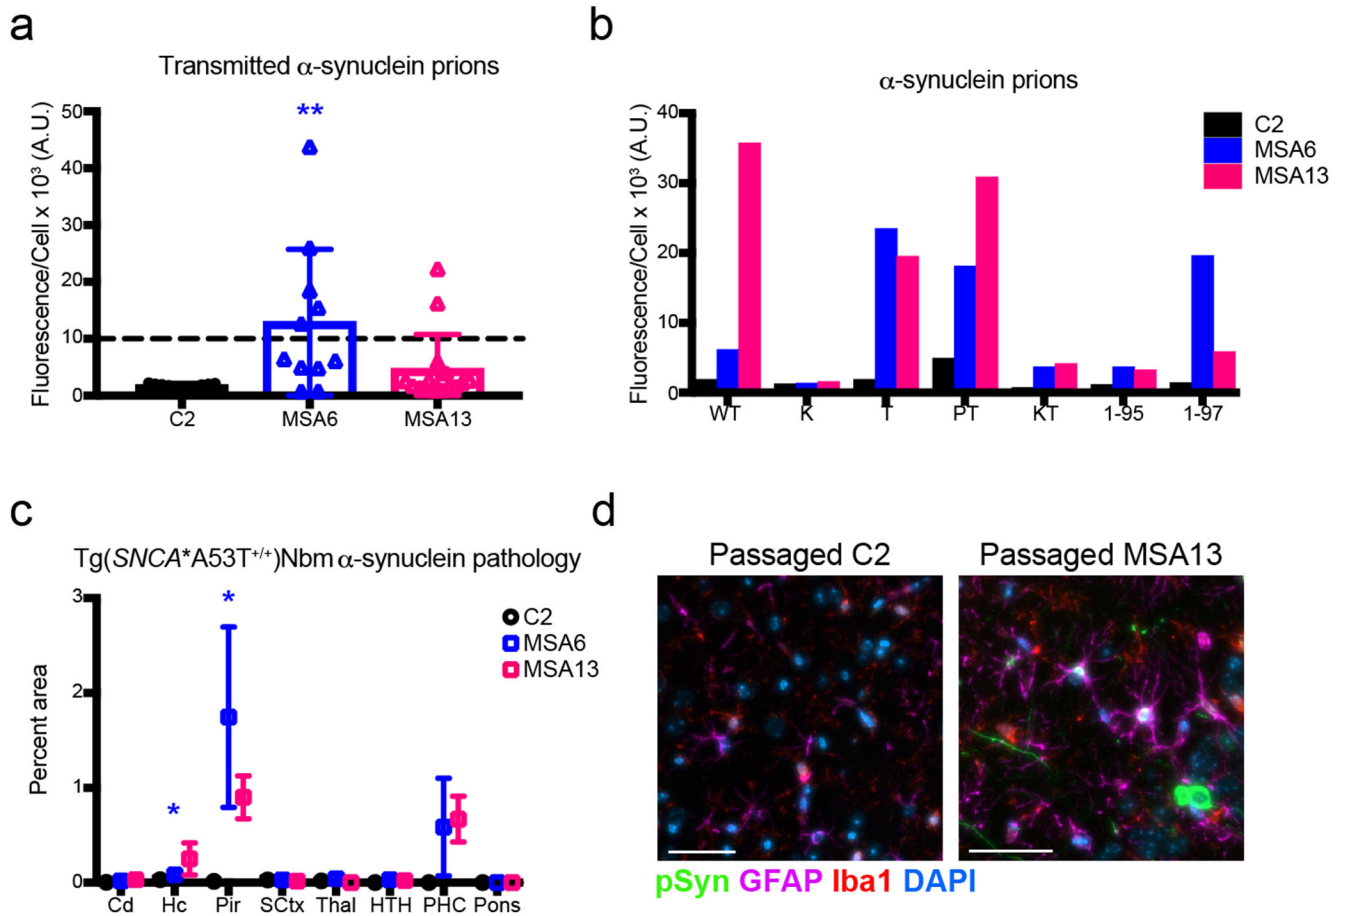 a
Transmitted α-synuclein prions
Fluorescence/Cell x 10³ (A.U.)
50
40
30
20
10
0
**
C2 MSA6 MSA13
b
α-synuclein prions
Fluorescence/Cell x 10³ (A.U.)
40
30
20
10
0
WT K T PT KT 1-95 1-97
C2
MSA6
MSA13
c
Tg(SNCA*A53T+/+)Nbm α-synuclein pathology
Percent area
3
2
1
0
*
*
C2
MSA6
MSA13
Cd Hc Pir SCtx Thal HTH PHC Pons
d
Passaged C2 Passaged MSA13
pSyn GFAP Iba1 DAPI